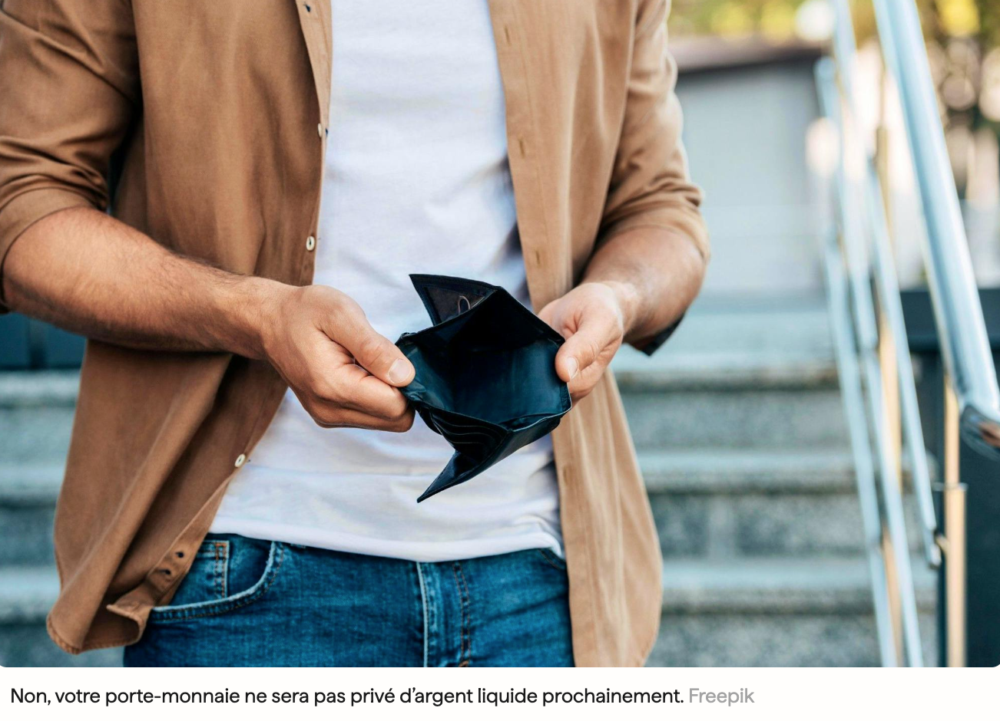 Non, votre porte-monnaie ne sera pas privé d’argent liquide prochainement. Freepik